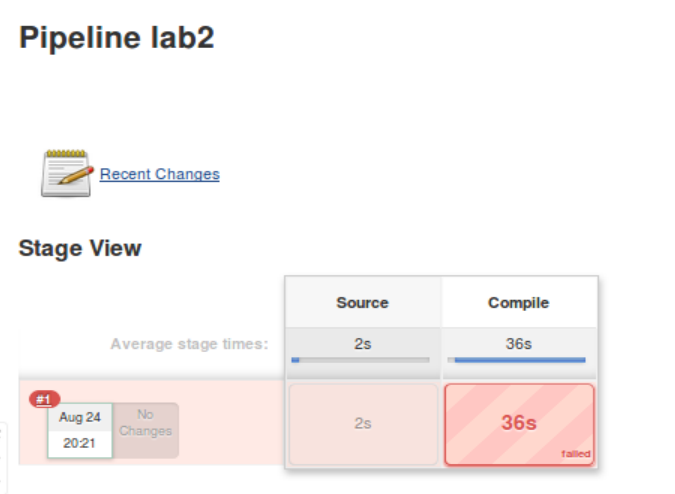 Pipeline lab2
Recent Changes
Stage View
Source Compile
Average stage times: 2s 36s
#1
Aug 24 No
Changes
20:21
2s 36s
failed